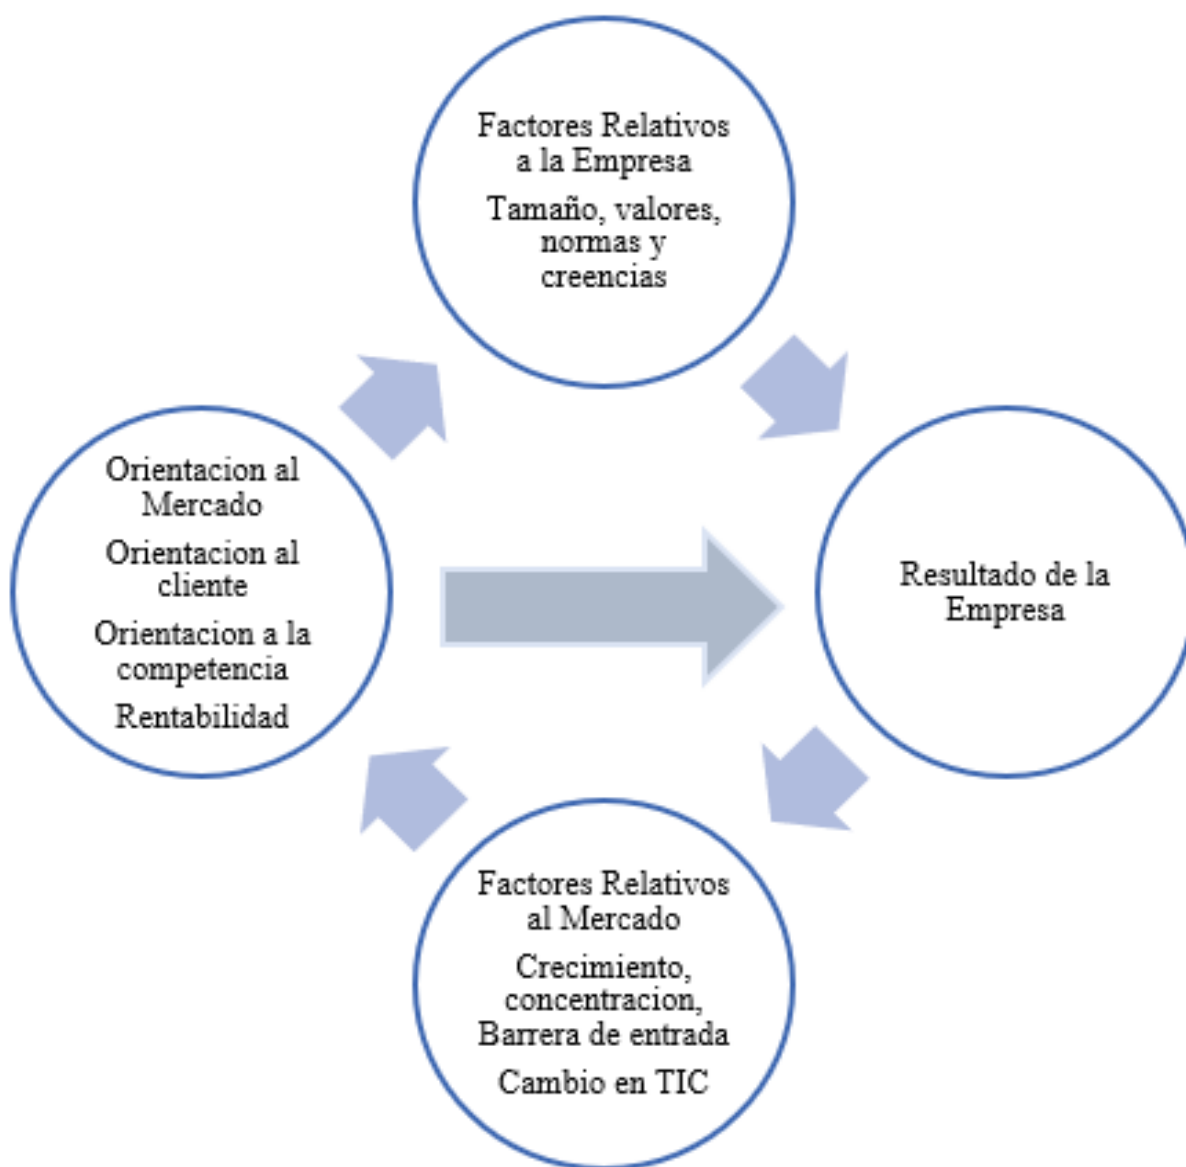 Factores Relativos
a la Empresa
Tamaño, valores,
normas y
creencias
Orientacion al
Mercado
Orientacion al
cliente
Orientacion a la
competencia
Rentabilidad
Resultado de la
Empresa
Factores Relativos
al Mercado
Crecimiento,
concentracion,
Barrera de entrada
Cambio en TIC